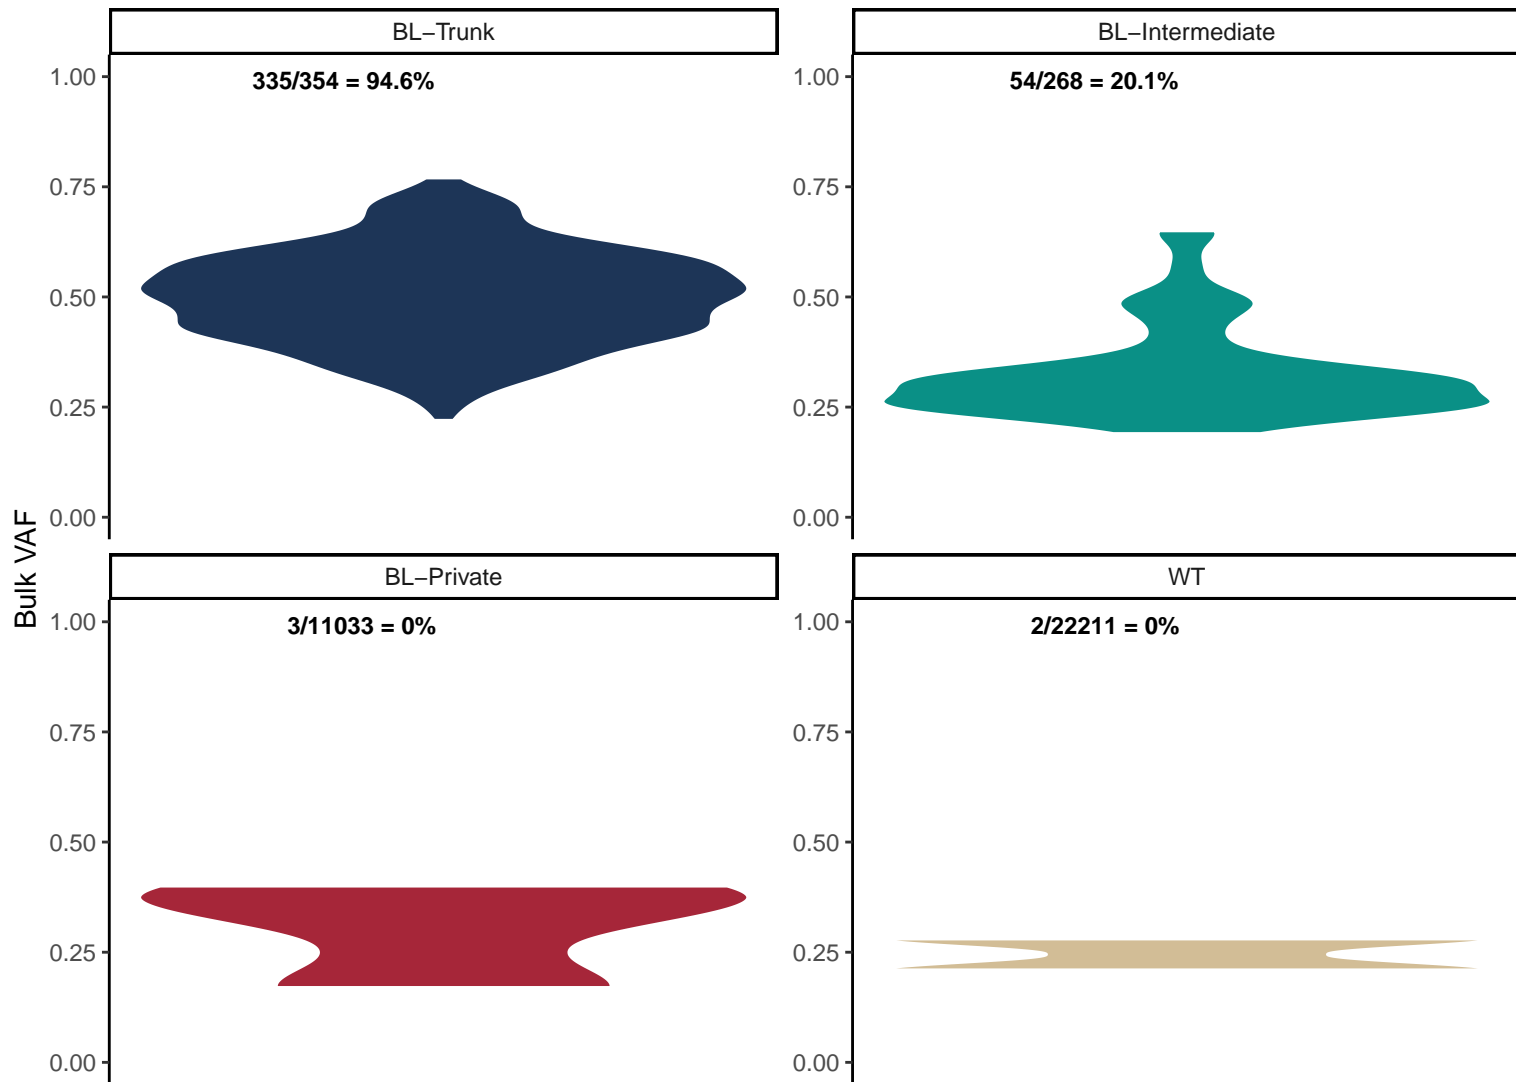 BL−Trunk
335/354 = 94.6%
1.00
0.75
0.50
0.25
0.00
BL−Intermediate
54/268 = 20.1%
1.00
0.75
0.50
0.25
0.00
Bulk VAF
BL−Private
3/11033 = 0%
1.00
0.75
0.50
0.25
0.00
WT
2/22211 = 0%
1.00
0.75
0.50
0.25
0.00